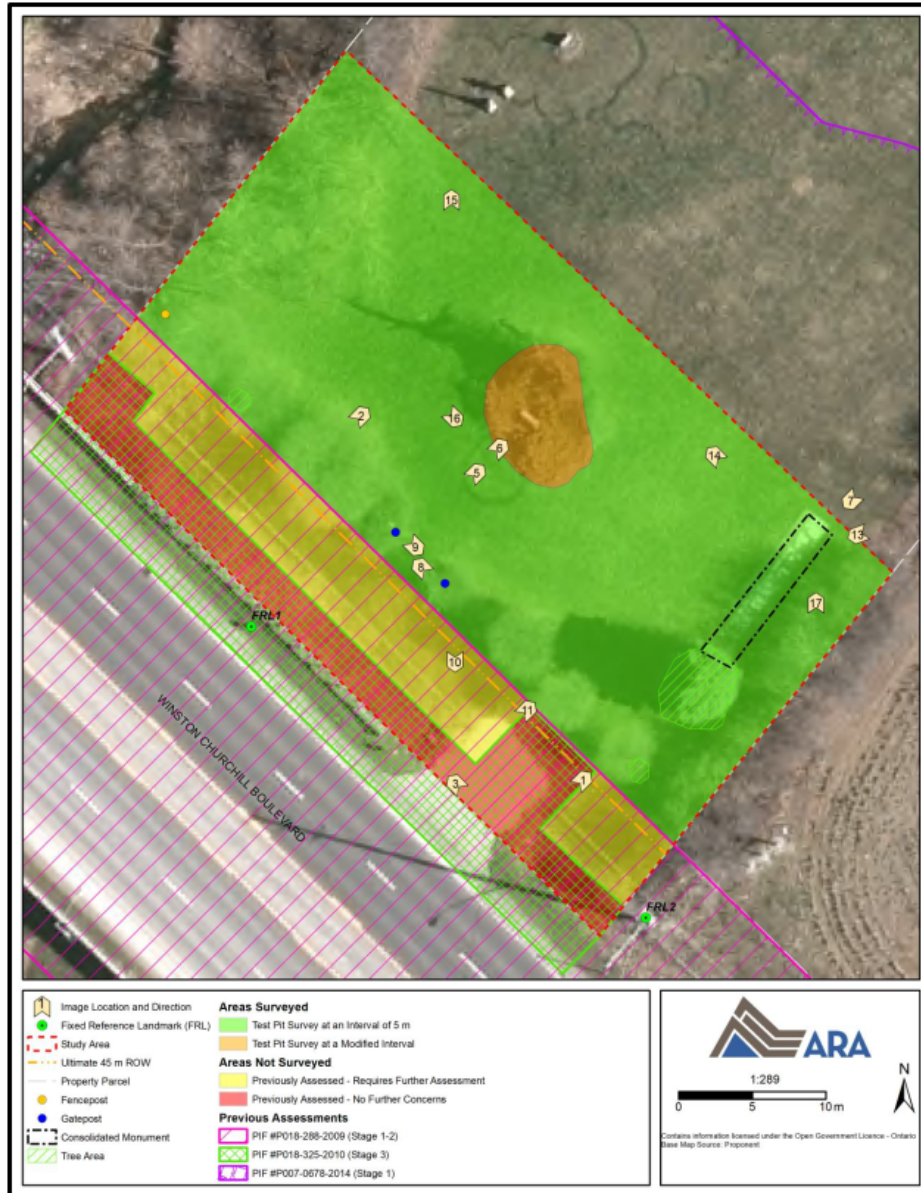 15
2
16
6
5
14
7
13
9
8
17
FRL1
10
11
WINSTON CHURCHILL BOULEVARD
3
1
FRL2
1 Image Location and Direction
Fixed Reference Landmark (FRL)
Study Area
Ultimate 45 m ROW
Property Parcel
Fencepost
Gatepost
Consolidated Monument
Tree Area
Areas Surveyed
Test Pit Survey at an Interval of 5 m
Test Pit Survey at a Modified Interval
Areas Not Surveyed
Previously Assessed - Requires Further Assessment
Previously Assessed - No Further Concerns
Previous Assessments
PIF #P018-288-2009 (Stage 1-2)
PIF #P018-325-2010 (Stage 3)
PIF #P007-0678-2014 (Stage 1)
ARA
1:289
0 5 10 m
N
Contains information licensed under the Open Government Licence - Ontario
Base Map Source: Proponent